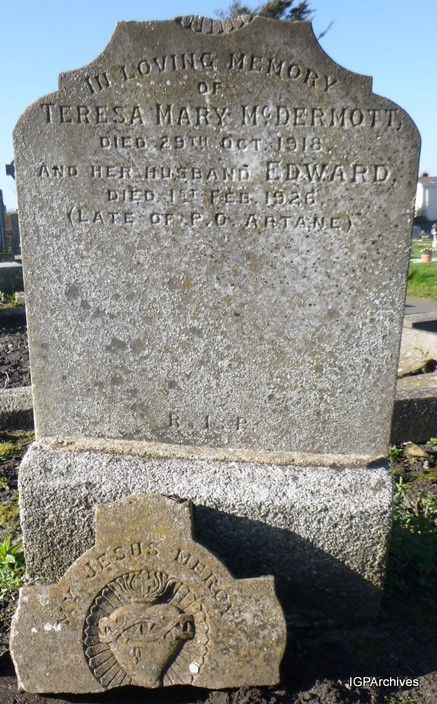 IN LOVING MEMORY
OF
TERESA MARY McDERMOTT,
DIED 29TH OCT. 1918.
AND HER HUSBAND EDWARD,
DIED 1ST FEB. 1926.
(LATE OF P.O. ARTANE)
R.I.P.
MY JESUS MERCY
IGPArchives